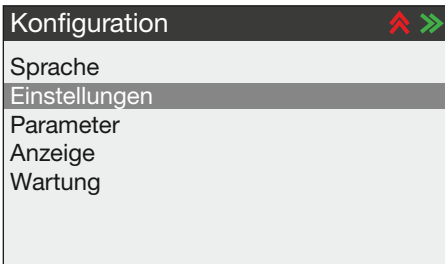 Konfiguration
Sprache
Einstellungen
Parameter
Anzeige
Wartung